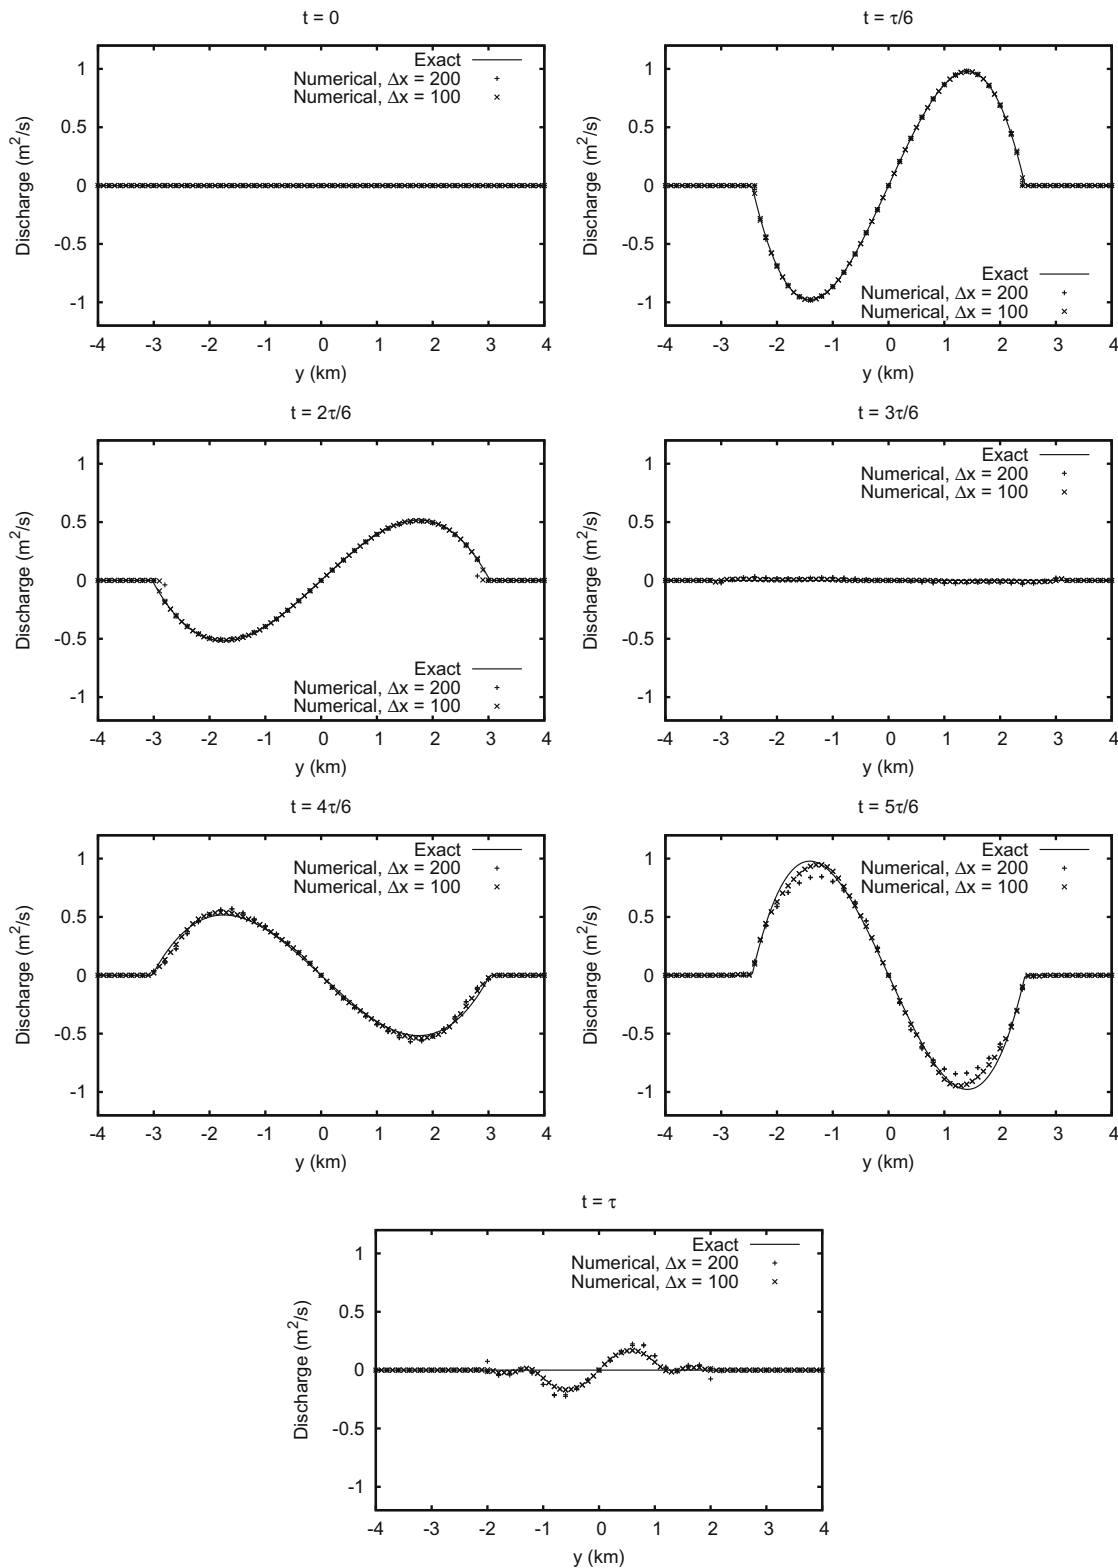 t = 0
1
0.5
0
-0.5
-1
Discharge (m²/s)
Exact
Numerical, Δx = 200
Numerical, Δx = 100
-4 -3 -2 -1 0 1 2 3 4
y (km)
t = τ/6
1
0.5
0
-0.5
-1
Discharge (m²/s)
Exact
Numerical, Δx = 200
Numerical, Δx = 100
-4 -3 -2 -1 0 1 2 3 4
y (km)
t = 2τ/6
1
0.5
0
-0.5
-1
Discharge (m²/s)
Exact
Numerical, Δx = 200
Numerical, Δx = 100
-4 -3 -2 -1 0 1 2 3 4
y (km)
t = 3τ/6
1
0.5
0
-0.5
-1
Discharge (m²/s)
Exact
Numerical, Δx = 200
Numerical, Δx = 100
-4 -3 -2 -1 0 1 2 3 4
y (km)
t = 4τ/6
1
0.5
0
-0.5
-1
Discharge (m²/s)
Exact
Numerical, Δx = 200
Numerical, Δx = 100
-4 -3 -2 -1 0 1 2 3 4
y (km)
t = 5τ/6
1
0.5
0
-0.5
-1
Discharge (m²/s)
Exact
Numerical, Δx = 200
Numerical, Δx = 100
-4 -3 -2 -1 0 1 2 3 4
y (km)
t = τ
1
0.5
0
-0.5
-1
Discharge (m²/s)
Exact
Numerical, Δx = 200
Numerical, Δx = 100
-4 -3 -2 -1 0 1 2 3 4
y (km)